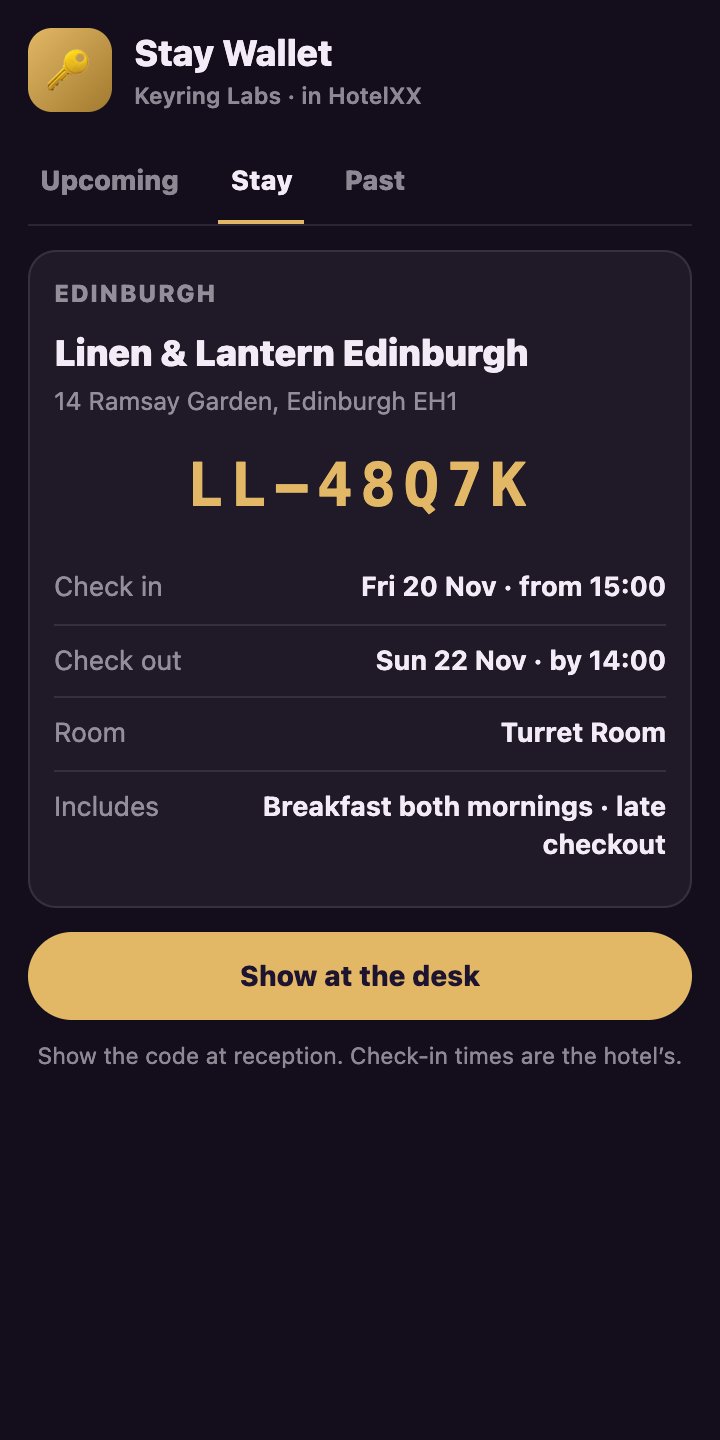 Stay Wallet
Keyring Labs · in HotelXX
Upcoming Stay Past
EDINBURGH
Linen & Lantern Edinburgh
14 Ramsay Garden, Edinburgh EH1
LL–48Q7K
Check in Fri 20 Nov · from 15:00
Check out Sun 22 Nov · by 14:00
Room Turret Room
Includes Breakfast both mornings · late
checkout
Show at the desk
Show the code at reception. Check-in times are the hotel’s.